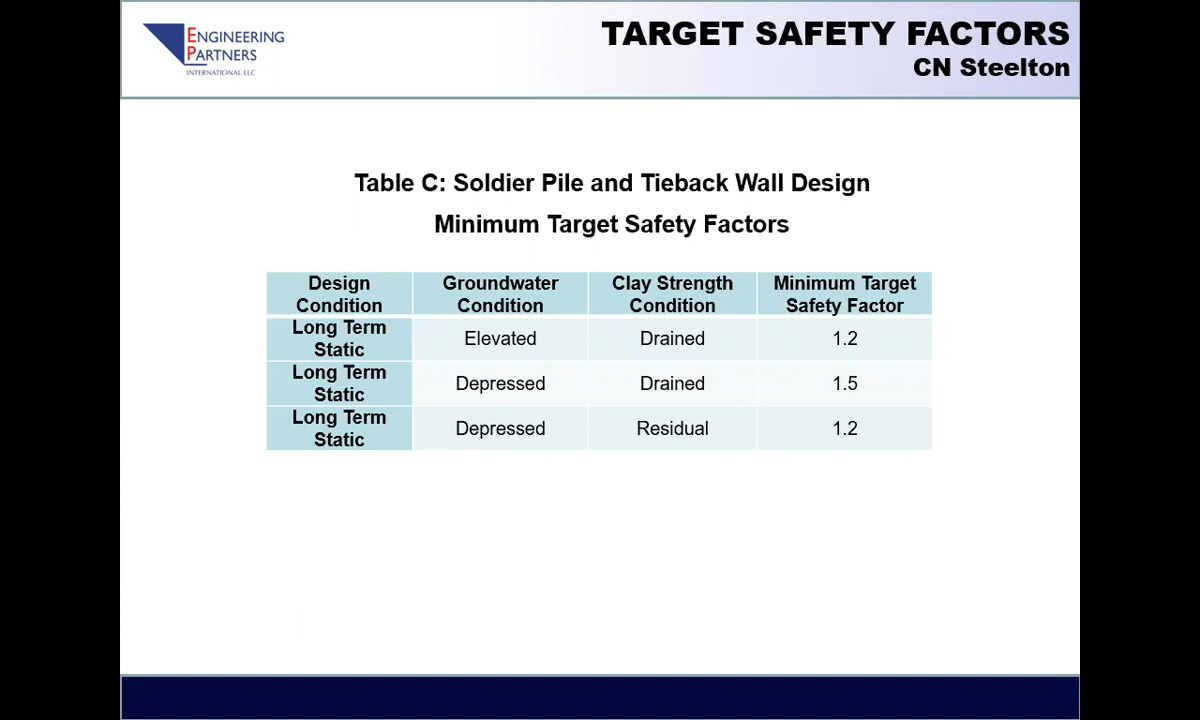 ENGINEERING
PARTNERS
INTERNATIONAL LLC
TARGET SAFETY FACTORS
CN Steelton
Table C: Soldier Pile and Tieback Wall Design
Minimum Target Safety Factors
Design Condition Groundwater Condition Clay Strength Condition Minimum Target Safety Factor
Long Term Static Elevated Drained 1.2
Long Term Static Depressed Drained 1.5
Long Term Static Depressed Residual 1.2